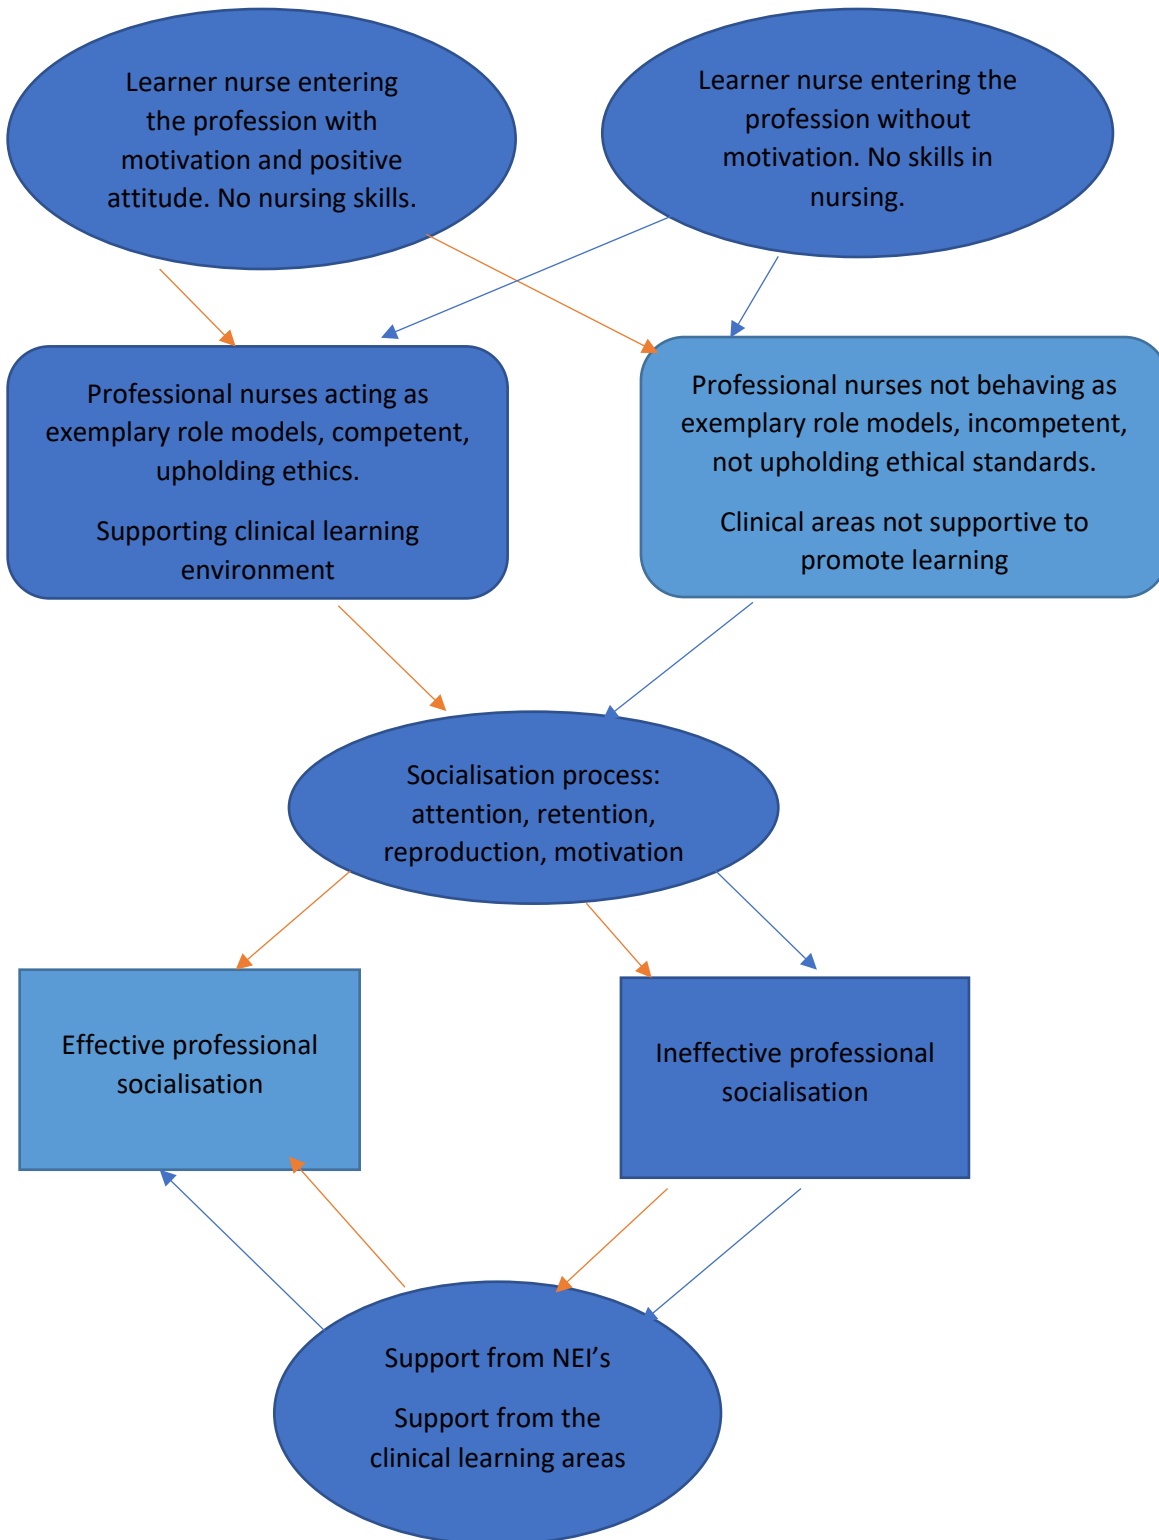 Learner nurse entering
the profession with
motivation and positive
attitude. No nursing skills.
Learner nurse entering the
profession without
motivation. No skills in
nursing.
Professional nurses acting as
exemplary role models, competent,
upholding ethics.
Supporting clinical learning
environment
Professional nurses not behaving as
exemplary role models, incompetent,
not upholding ethical standards.
Clinical areas not supportive to
promote learning
Socialisation process:
attention, retention,
reproduction, motivation
Effective professional
socialisation
Ineffective professional
socialisation
Support from NEI’s
Support from the
clinical learning areas